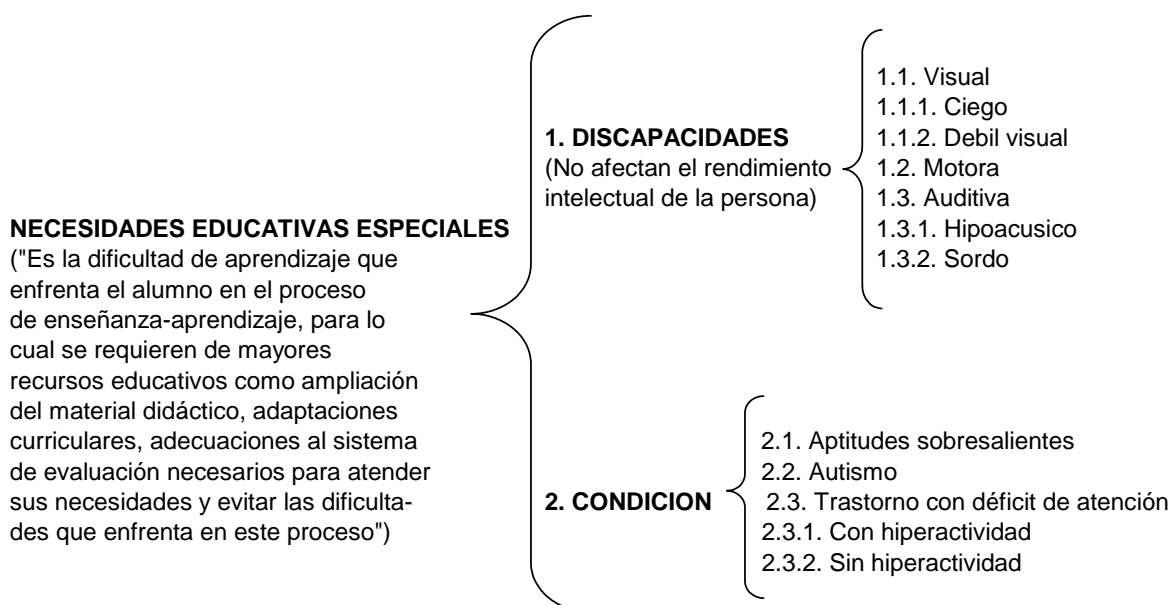 NECESIDADES EDUCATIVAS ESPECIALES
("Es la dificultad de aprendizaje que
enfrenta el alumno en el proceso
de enseñanza-aprendizaje, para lo
cual se requieren de mayores
recursos educativos como ampliación
del material didáctico, adaptaciones
curriculares, adecuaciones al sistema
de evaluación necesarios para atender
sus necesidades y evitar las dificulta-
des que enfrenta en este proceso")
1. DISCAPACIDADES
(No afectan el rendimiento
intelectual de la persona)
1.1. Visual
1.1.1. Ciego
1.1.2. Debil visual
1.2. Motora
1.3. Auditiva
1.3.1. Hipoacusico
1.3.2. Sordo
2. CONDICION
2.1. Aptitudes sobresalientes
2.2. Autismo
2.3. Trastorno con déficit de atención
2.3.1. Con hiperactividad
2.3.2. Sin hiperactividad